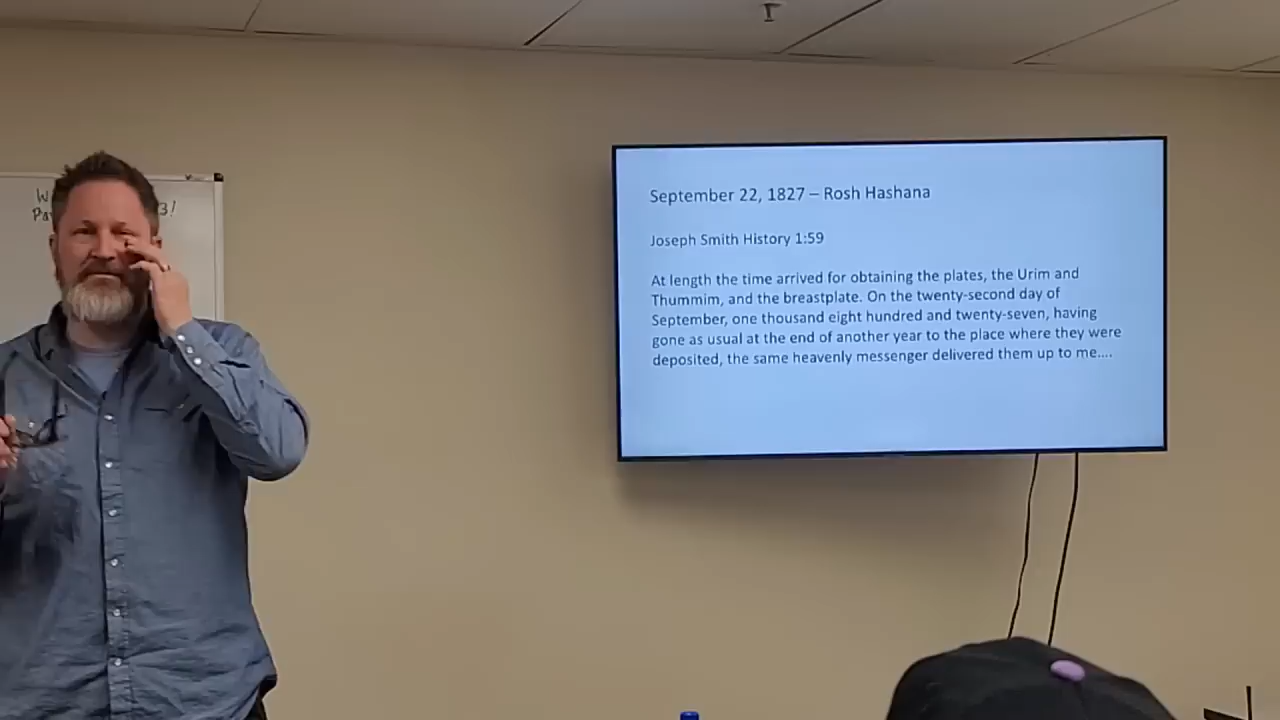 W
Pa 3!
September 22, 1827 – Rosh Hashana
Joseph Smith History 1:59
At length the time arrived for obtaining the plates, the Urim and
Thummim, and the breastplate. On the twenty-second day of
September, one thousand eight hundred and twenty-seven, having
gone as usual at the end of another year to the place where they were
deposited, the same heavenly messenger delivered them up to me....